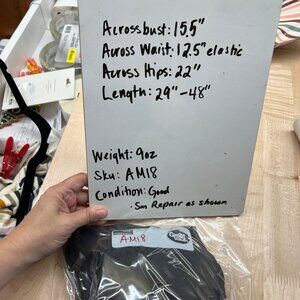 Across bust: 15.5"
Across Waist: 12.5" elastic
Across Hips: 22"
Length: 29"-48"
Weight: 9oz
Sku: AM18
Condition: Good
· Sm Repair as shown
AM18